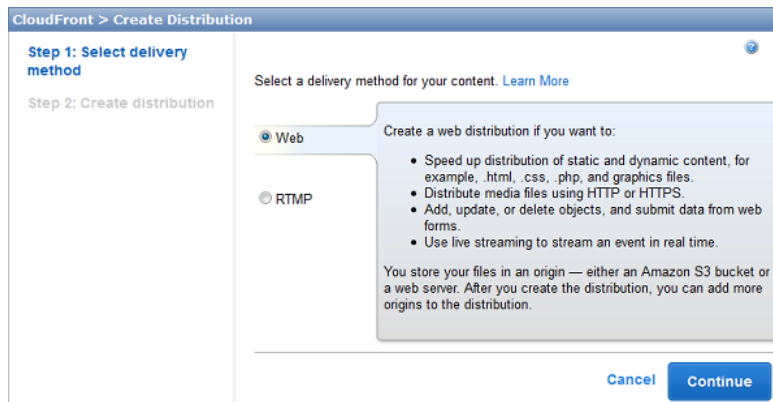 CloudFront > Create Distribution
Step 1: Select delivery
method
Step 2: Create distribution
Select a delivery method for your content. Learn More
Web
RTMP
Create a web distribution if you want to:
• Speed up distribution of static and dynamic content, for
example, .html, .css, .php, and graphics files.
• Distribute media files using HTTP or HTTPS.
• Add, update, or delete objects, and submit data from web
forms.
• Use live streaming to stream an event in real time.
You store your files in an origin — either an Amazon S3 bucket or
a web server. After you create the distribution, you can add more
origins to the distribution.
Cancel
Continue